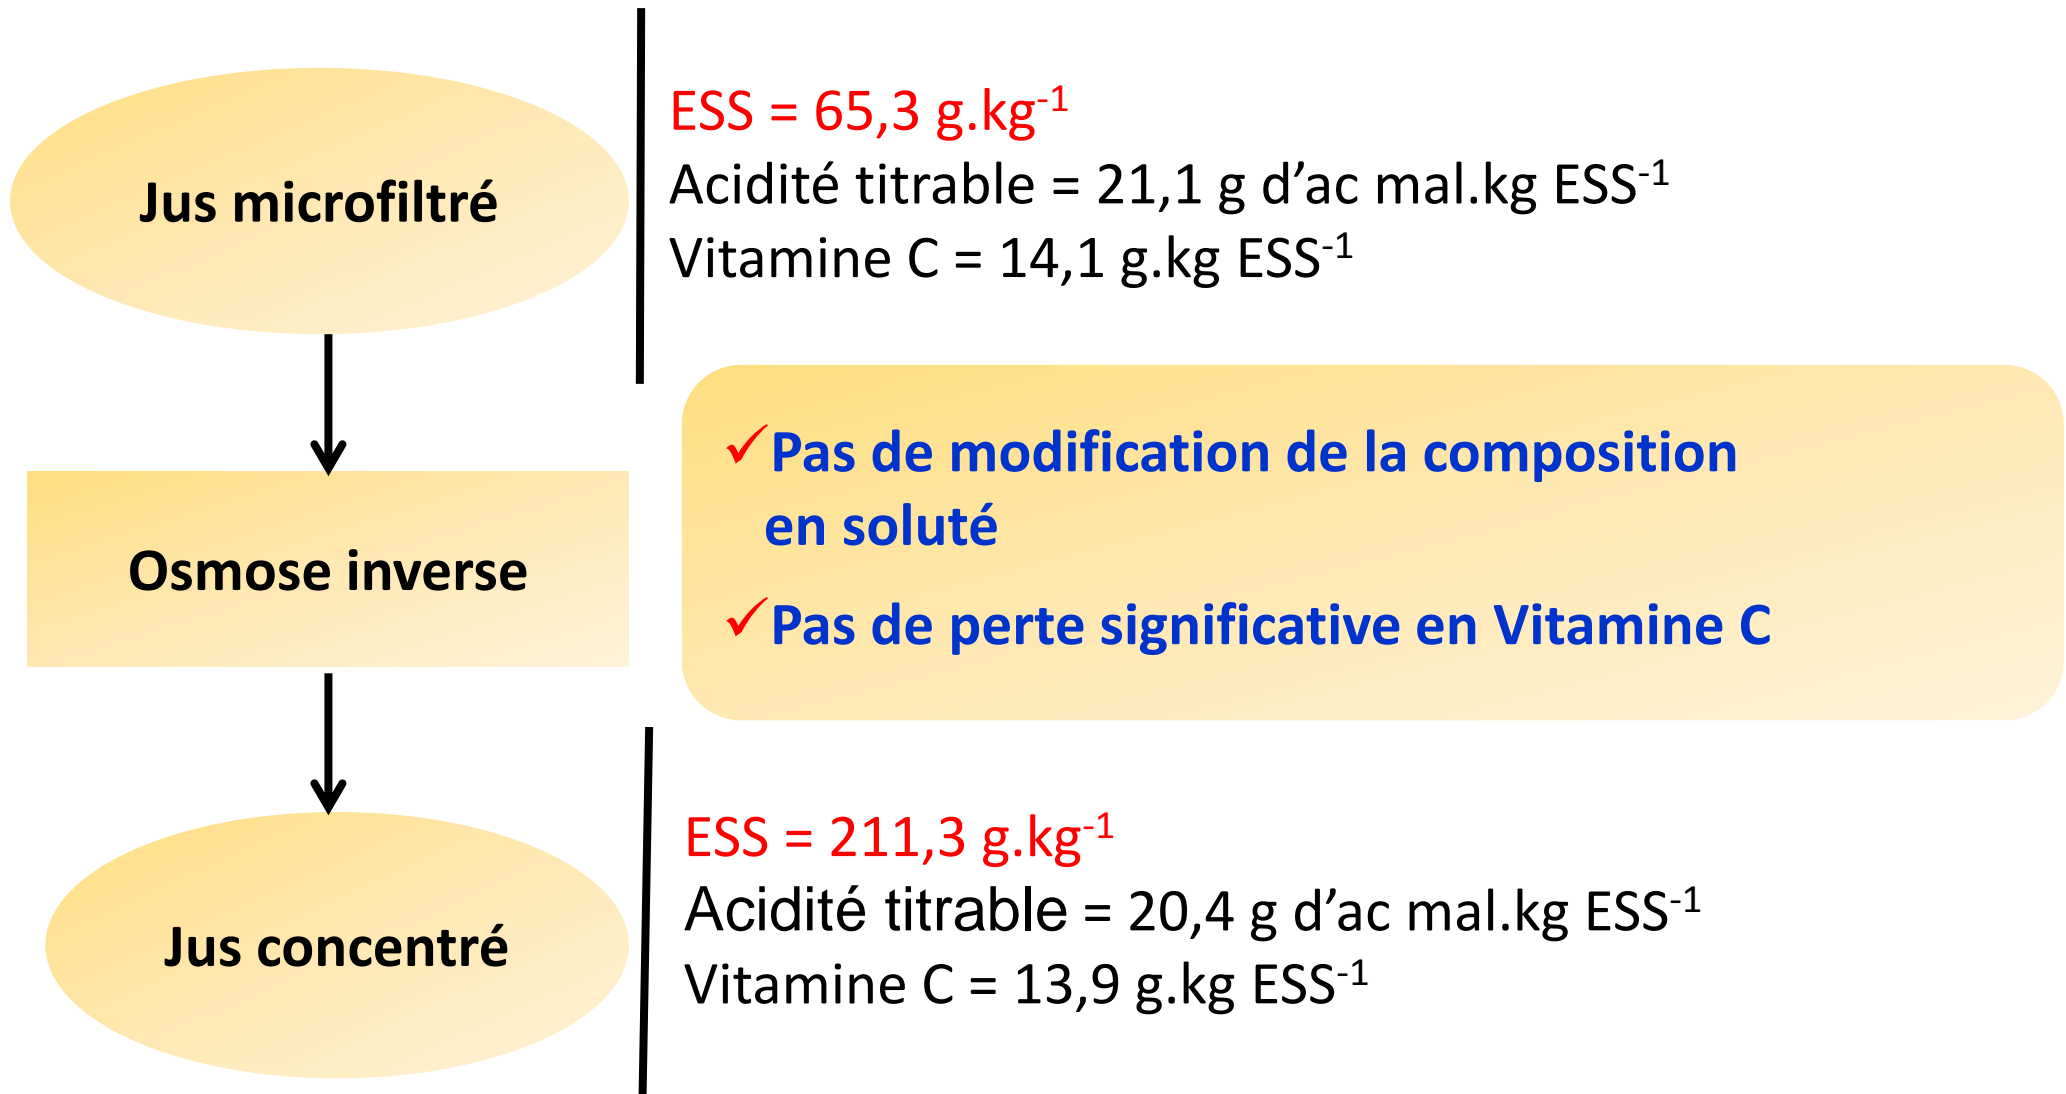 Jus microfiltré
ESS = 65,3 g.kg⁻¹
Acidité titrable = 21,1 g d’ac mal.kg ESS⁻¹
Vitamine C = 14,1 g.kg ESS⁻¹
Osmose inverse
✓Pas de modification de la composition
en soluté
✓Pas de perte significative en Vitamine C
Jus concentré
ESS = 211,3 g.kg⁻¹
Acidité titrable = 20,4 g d’ac mal.kg ESS⁻¹
Vitamine C = 13,9 g.kg ESS⁻¹